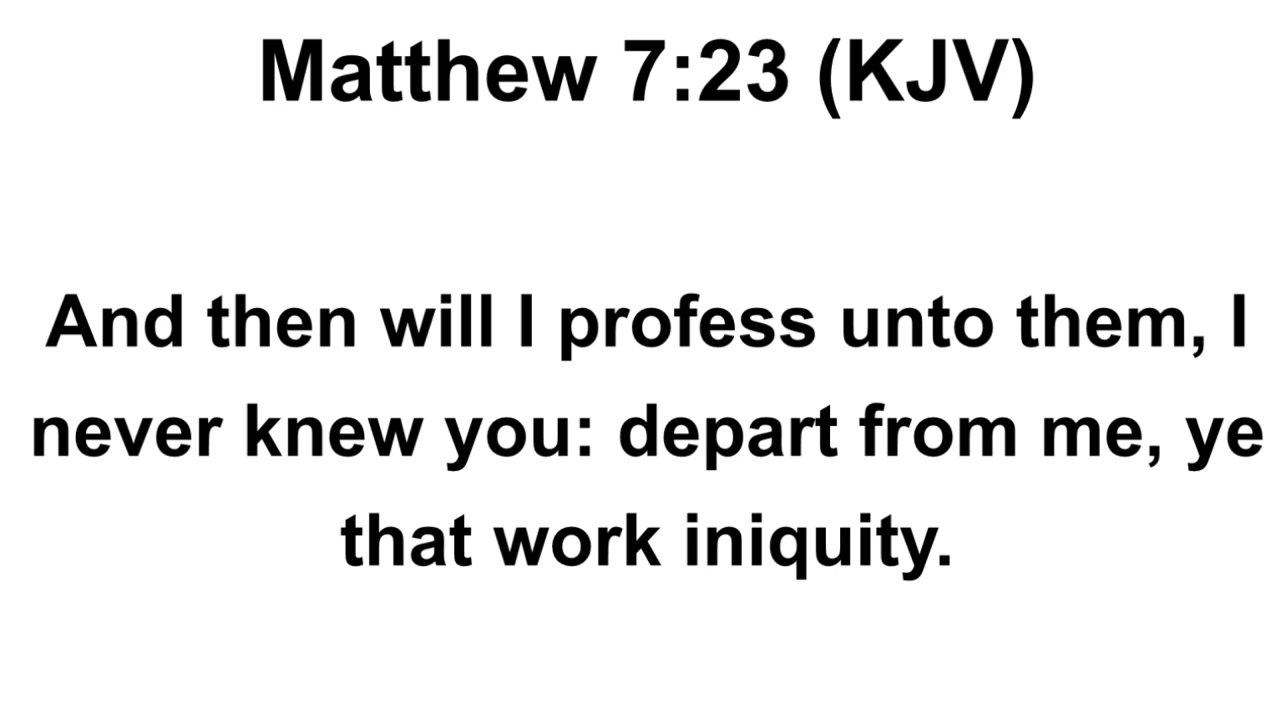 Matthew 7:23 (KJV)
And then will I profess unto them, I
never knew you: depart from me, ye
that work iniquity.